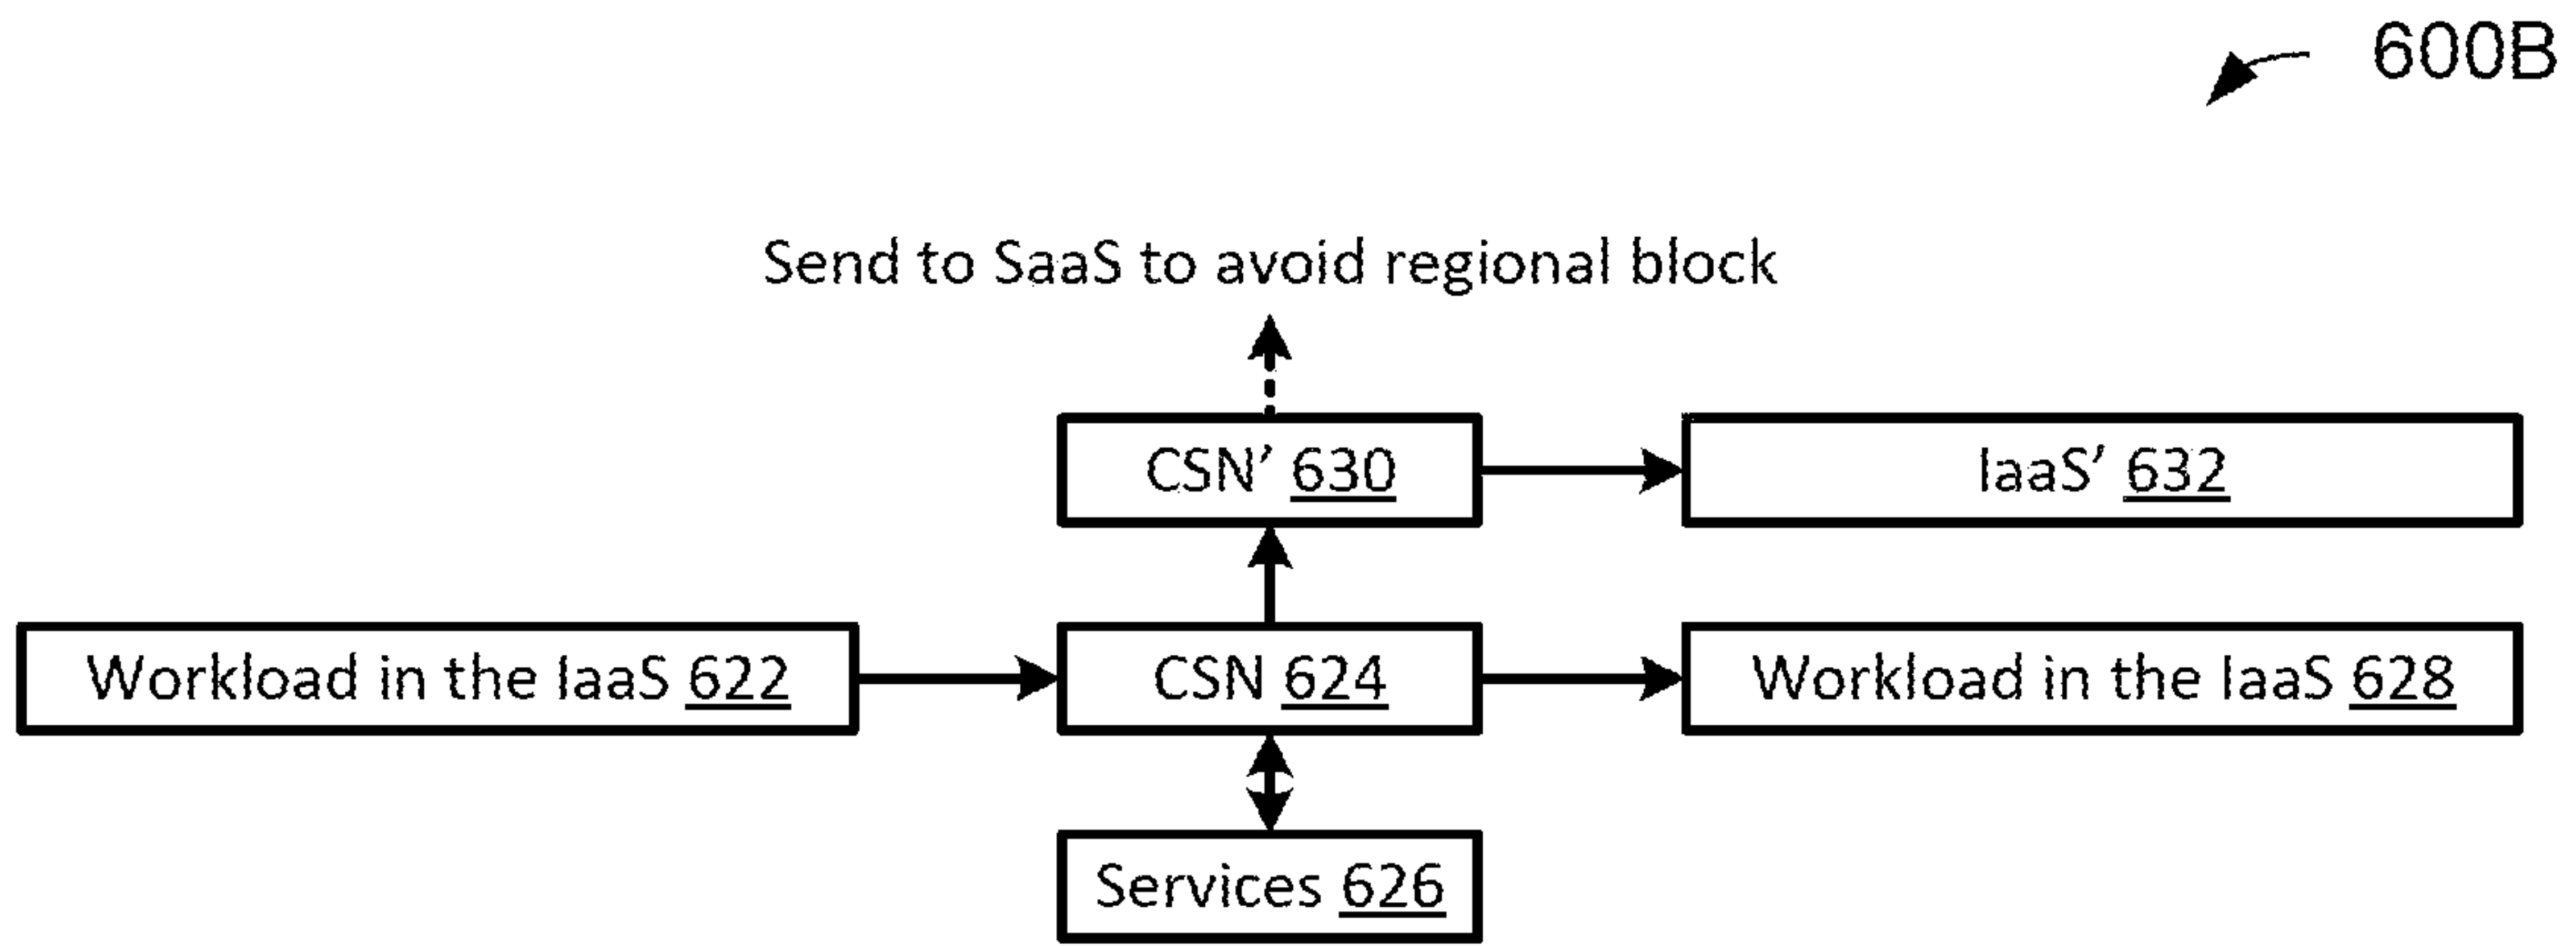 600B
Send to SaaS to avoid regional block
CSN’ 630
IaaS’ 632
Workload in the IaaS 622
CSN 624
Workload in the IaaS 628
Services 626